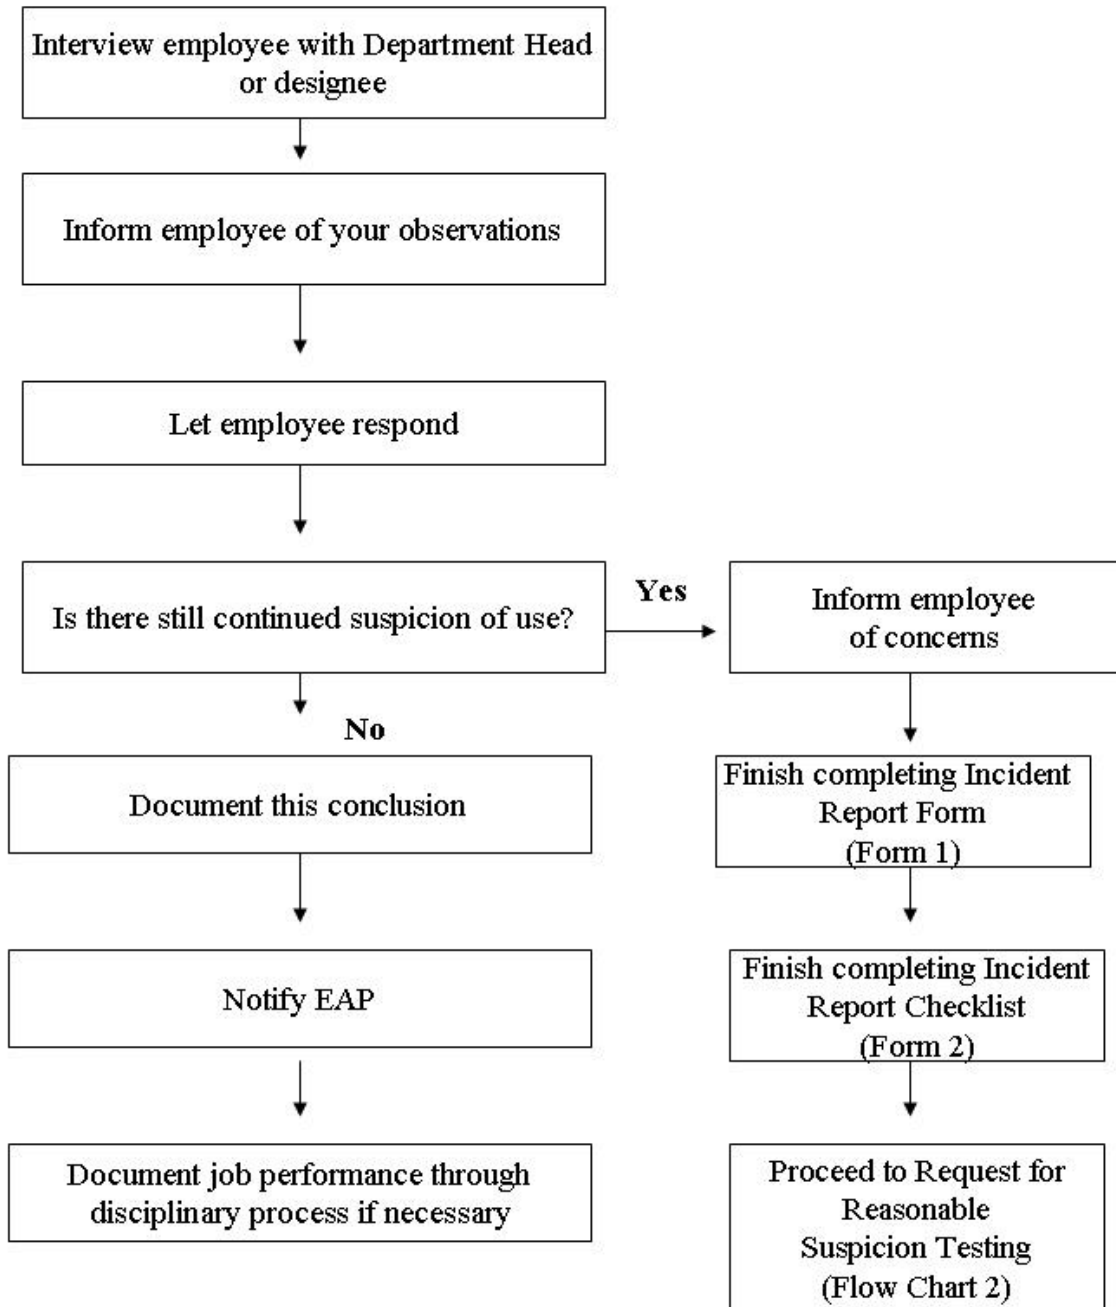 Interview employee with Department Head
or designee
Inform employee of your observations
Let employee respond
Is there still continued suspicion of use?
Yes
Inform employee
of concerns
No
Document this conclusion
Finish completing Incident
Report Form
(Form 1)
Notify EAP
Finish completing Incident
Report Checklist
(Form 2)
Document job performance through
disciplinary process if necessary
Proceed to Request for
Reasonable
Suspicion Testing
(Flow Chart 2)